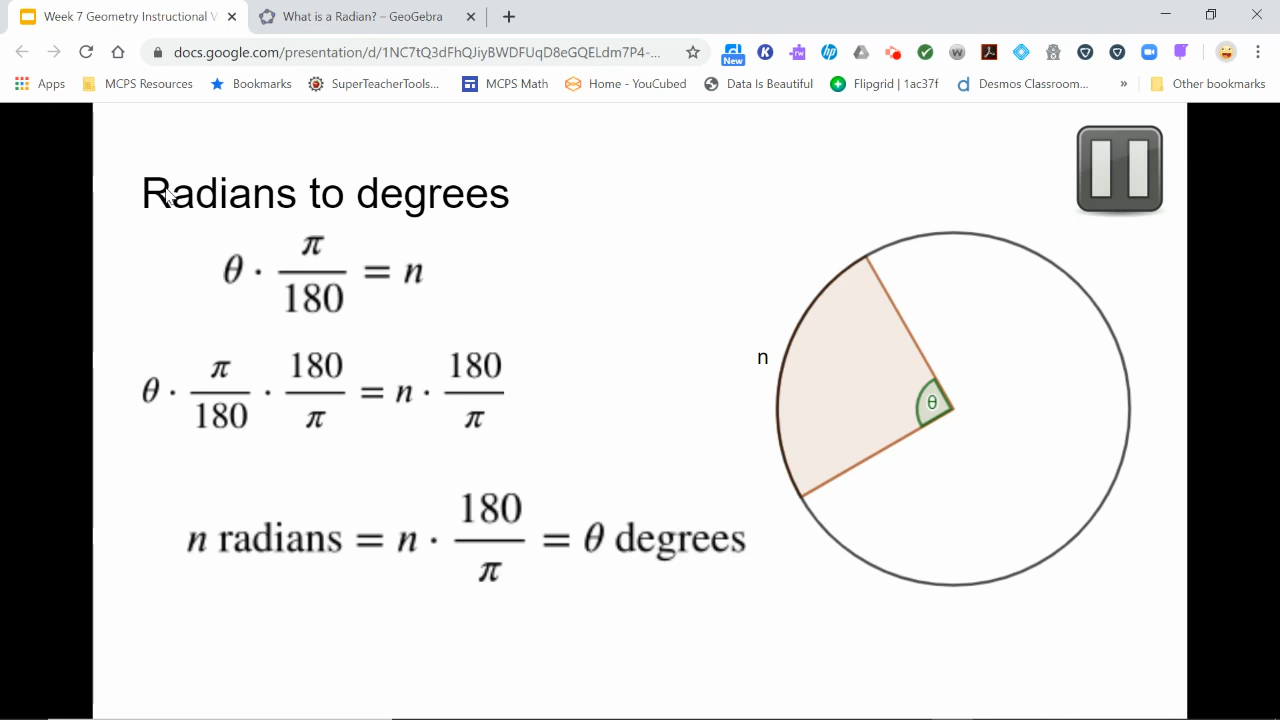 Week 7 Geometry Instructional V
What is a Radian? – GeoGebra
docs.google.com/presentation/d/1NC7tQ3dFhQJiy8WDFUqD8eGQELdm7P4-...
New
Apps
MCPS Resources
Bookmarks
SuperTeacherTools...
MCPS Math
Home - YouCubed
Data Is Beautiful
Flipgrid | 1ac37f
Desmos Classroom...
»
Other bookmarks
Radians to degrees
θ · π/180 = n
θ · π/180 · 180/π = n · 180/π
n radians = n · 180/π = θ degrees
n
θ